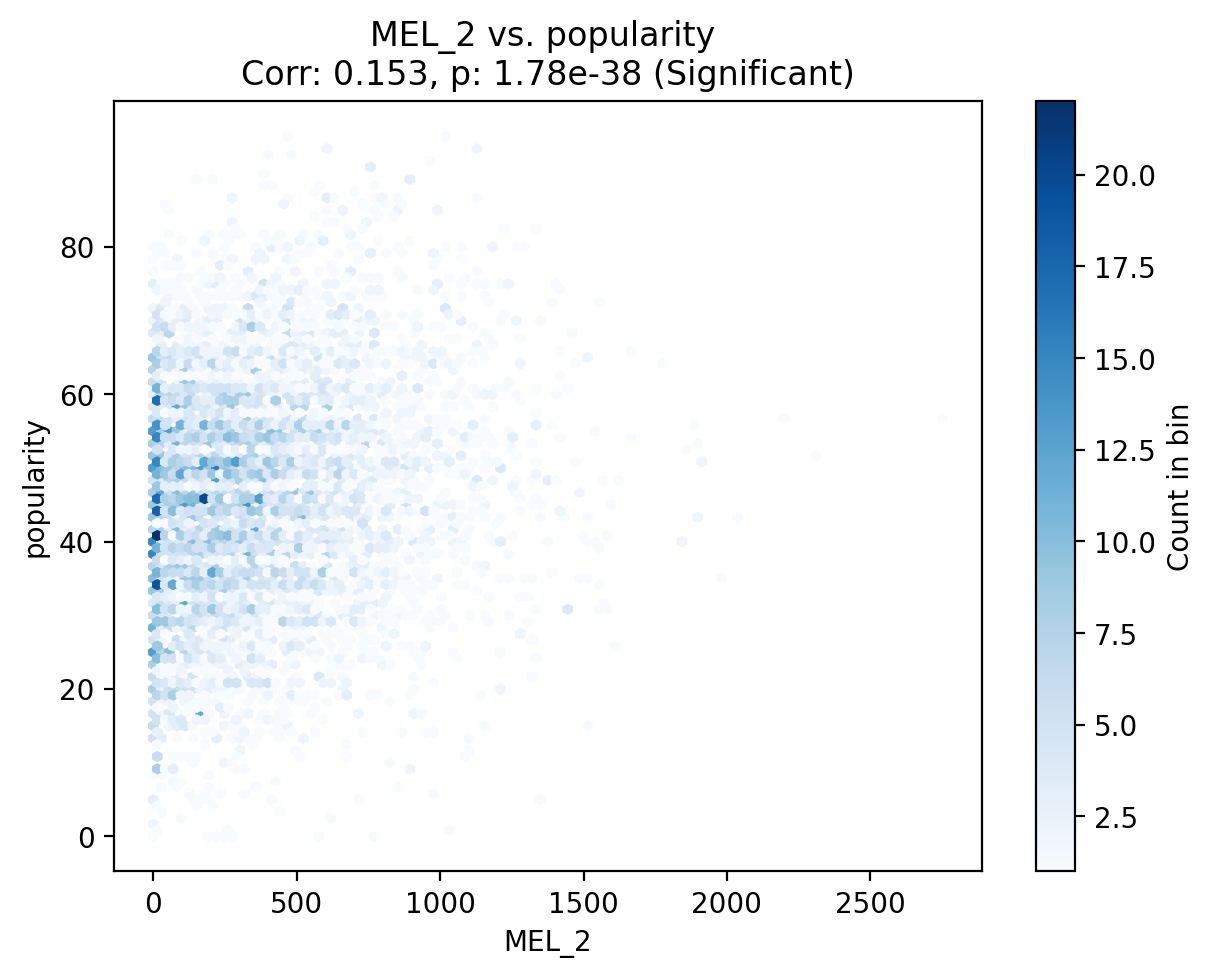 MEL_2 vs. popularity
Corr: 0.153, p: 1.78e-38 (Significant)
popularity
80
60
40
20
0
0 500 1000 1500 2000 2500
MEL_2
20.0
17.5
15.0
12.5
10.0
7.5
5.0
2.5
Count in bin